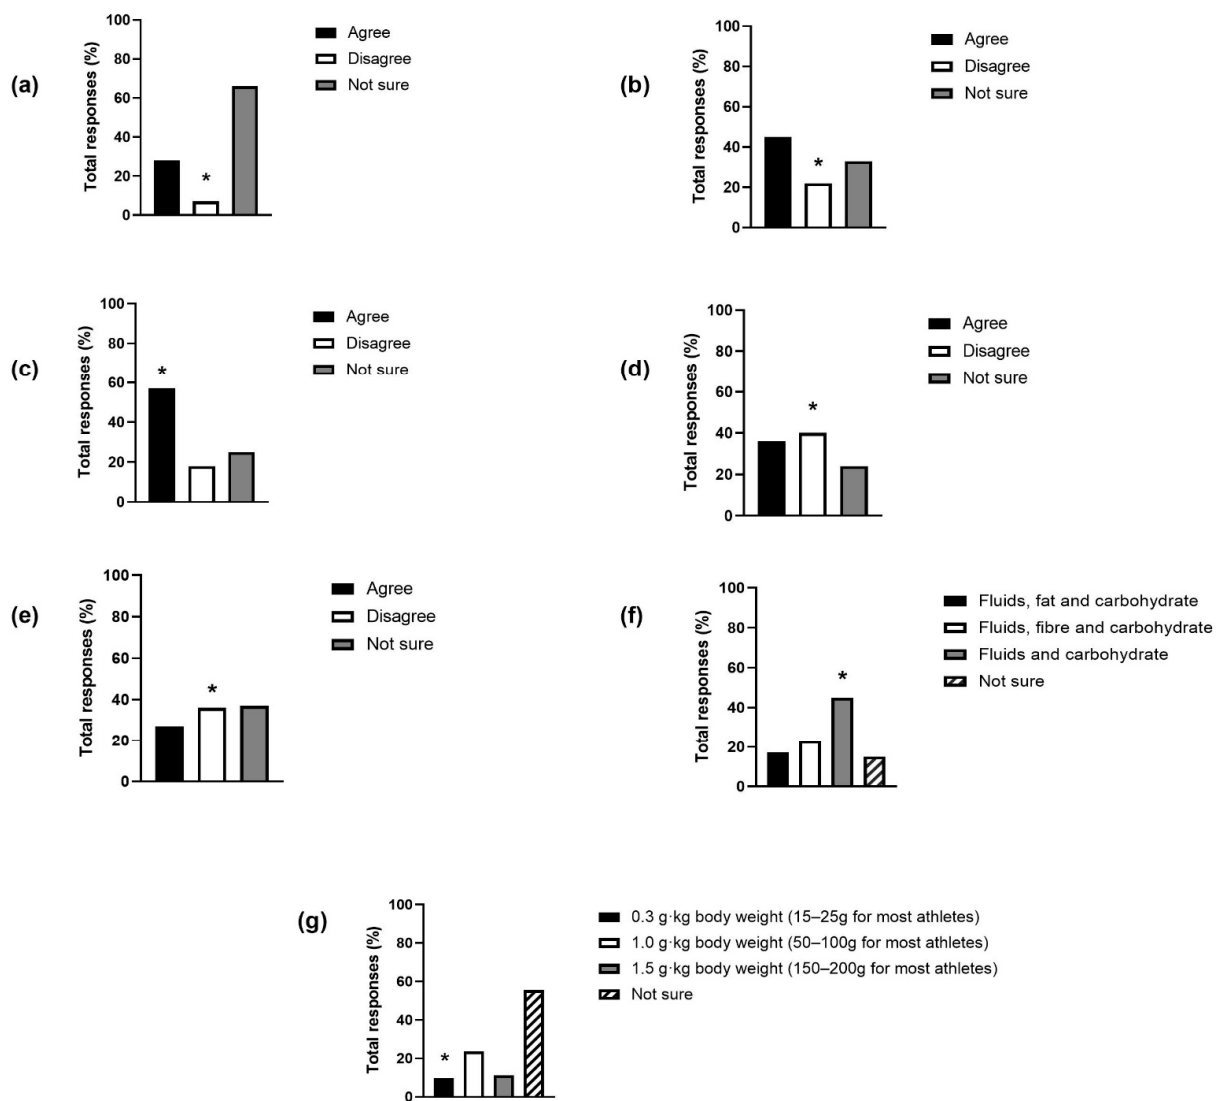 (a)
Total responses (%)
100
80
60
40
20
0
*
Agree
Disagree
Not sure
(b)
Total responses (%)
100
80
60
40
20
0
*
Agree
Disagree
Not sure
(c)
Total responses (%)
100
80
60
40
20
0
*
Agree
Disagree
Not sure
(d)
Total responses (%)
100
80
60
40
20
0
*
Agree
Disagree
Not sure
(e)
Total responses (%)
100
80
60
40
20
0
*
Agree
Disagree
Not sure
(f)
Total responses (%)
100
80
60
40
20
0
*
Fluids, fat and carbohydrate
Fluids, fibre and carbohydrate
Fluids and carbohydrate
Not sure
(g)
Total responses (%)
100
80
60
40
20
0
*
0.3 g·kg body weight (15–25g for most athletes)
1.0 g·kg body weight (50–100g for most athletes)
1.5 g·kg body weight (150–200g for most athletes)
Not sure